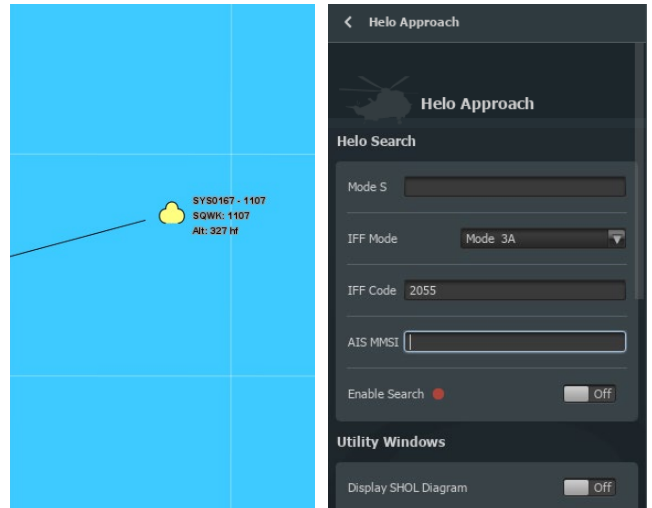 SYS0167 - 1107
SQWK: 1107
Alt: 327 hf
Helo Approach
Helo Approach
Helo Search
Mode S
IFF Mode Mode 3A
IFF Code 2055
AIS MMSI
Enable Search Off
Utility Windows
Display SHOL Diagram Off